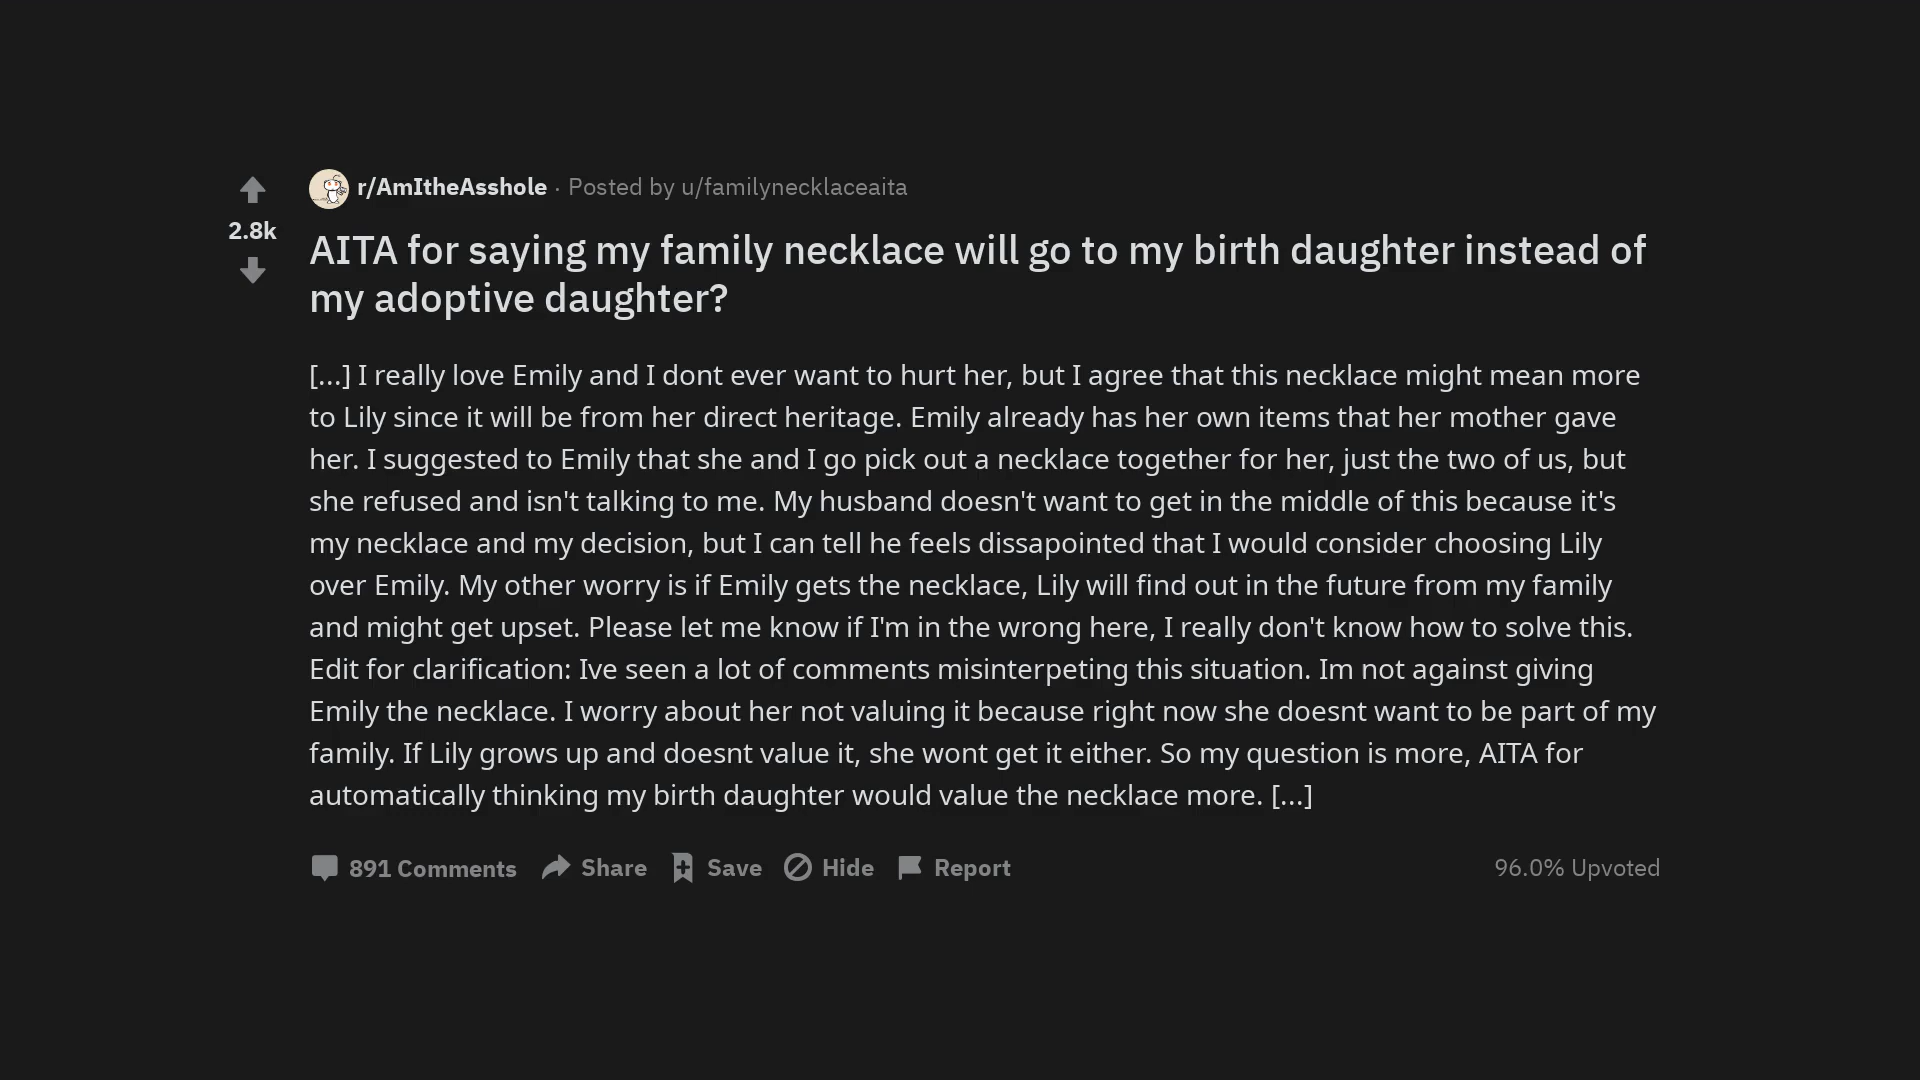 r/AmItheAsshole · Posted by u/familynecklaceaita
2.8k
AITA for saying my family necklace will go to my birth daughter instead of
my adoptive daughter?
[...] I really love Emily and I dont ever want to hurt her, but I agree that this necklace might mean more
to Lily since it will be from her direct heritage. Emily already has her own items that her mother gave
her. I suggested to Emily that she and I go pick out a necklace together for her, just the two of us, but
she refused and isn't talking to me. My husband doesn't want to get in the middle of this because it's
my necklace and my decision, but I can tell he feels dissapointed that I would consider choosing Lily
over Emily. My other worry is if Emily gets the necklace, Lily will find out in the future from my family
and might get upset. Please let me know if I'm in the wrong here, I really don't know how to solve this.
Edit for clarification: Ive seen a lot of comments misinterpeting this situation. Im not against giving
Emily the necklace. I worry about her not valuing it because right now she doesnt want to be part of my
family. If Lily grows up and doesnt value it, she wont get it either. So my question is more, AITA for
automatically thinking my birth daughter would value the necklace more. [...]
891 Comments Share Save Hide Report 96.0% Upvoted